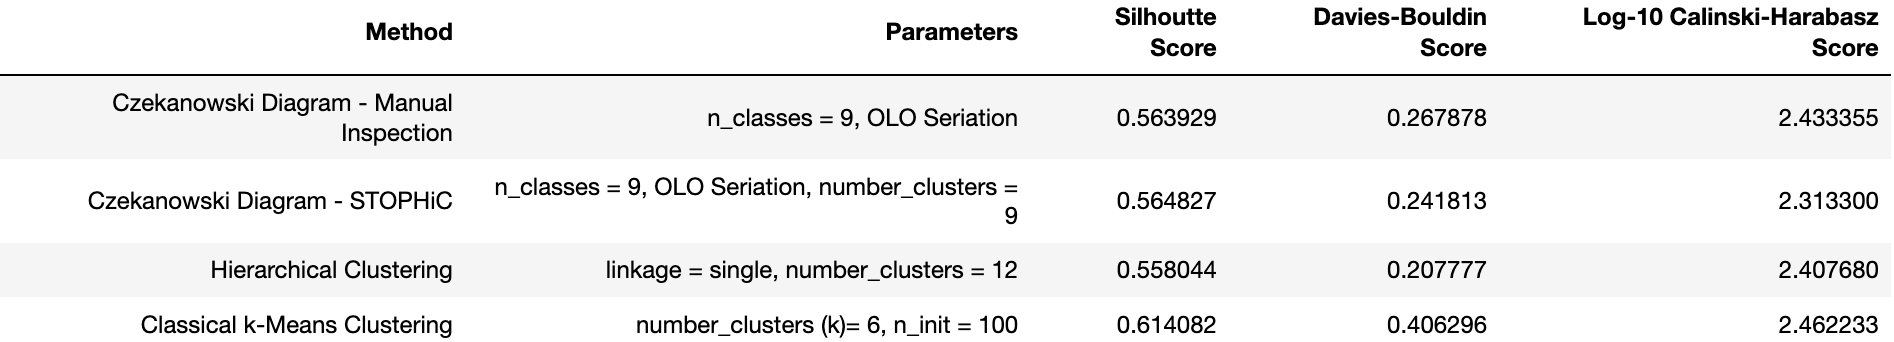 Method Parameters Silhoutte Score Davies-Bouldin Score Log-10 Calinski-Harabasz Score
Czekanowski Diagram - Manual Inspection n_classes = 9, OLO Seriation 0.563929 0.267878 2.433355
Czekanowski Diagram - STOPHiC n_classes = 9, OLO Seriation, number_clusters = 9 0.564827 0.241813 2.313300
Hierarchical Clustering linkage = single, number_clusters = 12 0.558044 0.207777 2.407680
Classical k-Means Clustering number_clusters (k)= 6, n_init = 100 0.614082 0.406296 2.462233